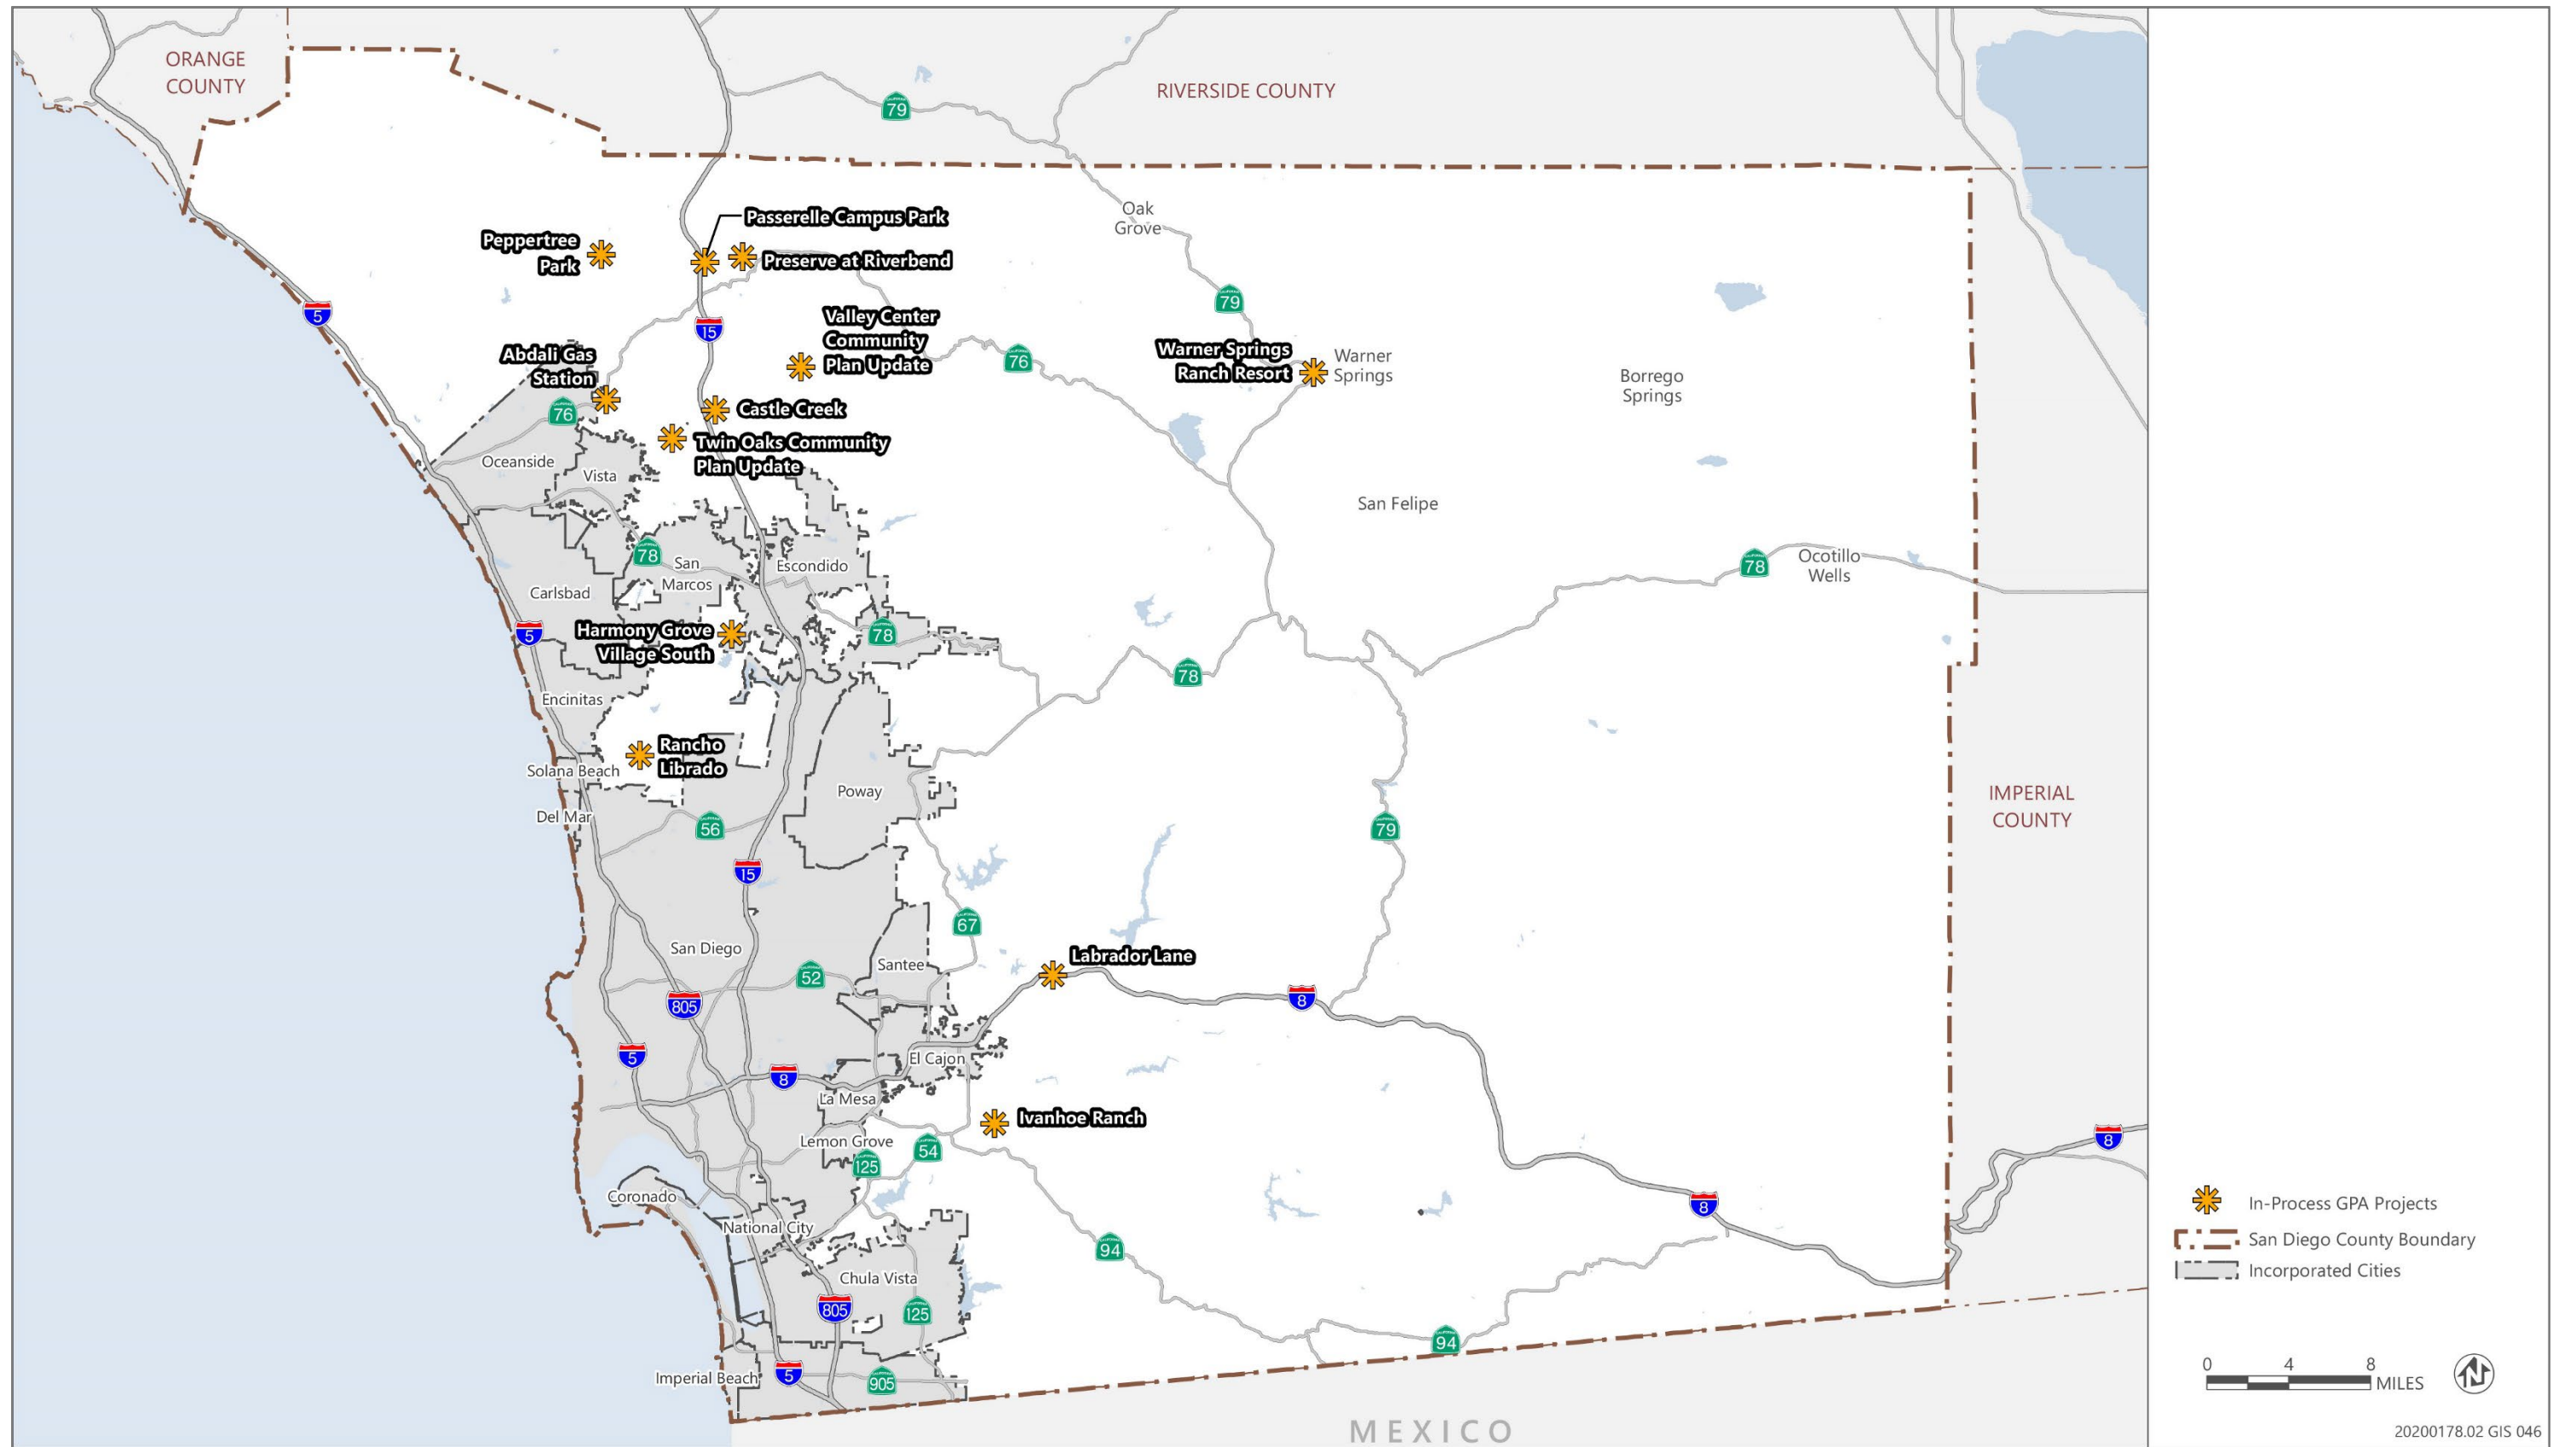 ORANGE
COUNTY
RIVERSIDE COUNTY
79
Oak
Grove
Passerelle Campus Park
Peppertree
Park
Preserve at Riverbend
79
5
15
Valley Center
Community
Plan Update
Abdali Gas
Station
76
Warner Springs
Ranch Resort
Warner
Springs
Borrego
Springs
76
Castle Creek
Twin Oaks Community
Plan Update
Oceanside
Vista
San Felipe
78
San
Marcos
Escondido
78
Ocotillo
Wells
Carlsbad
5
Harmony Grove
Village South
78
78
Encinitas
Rancho
Librado
Solana Beach
Poway
IMPERIAL
COUNTY
Del Mar
56
79
15
67
San Diego
Santee
Labrador Lane
52
805
8
5
El Cajon
8
La Mesa
Ivanhoe Ranch
Lemon Grove
54
125
8
Coronado
National City
8
94
Chula Vista
805
125
94
Imperial Beach
5
905
MEXICO
In-Process GPA Projects
San Diego County Boundary
Incorporated Cities
0 4 8
MILES
N
20200178.02 GIS 046